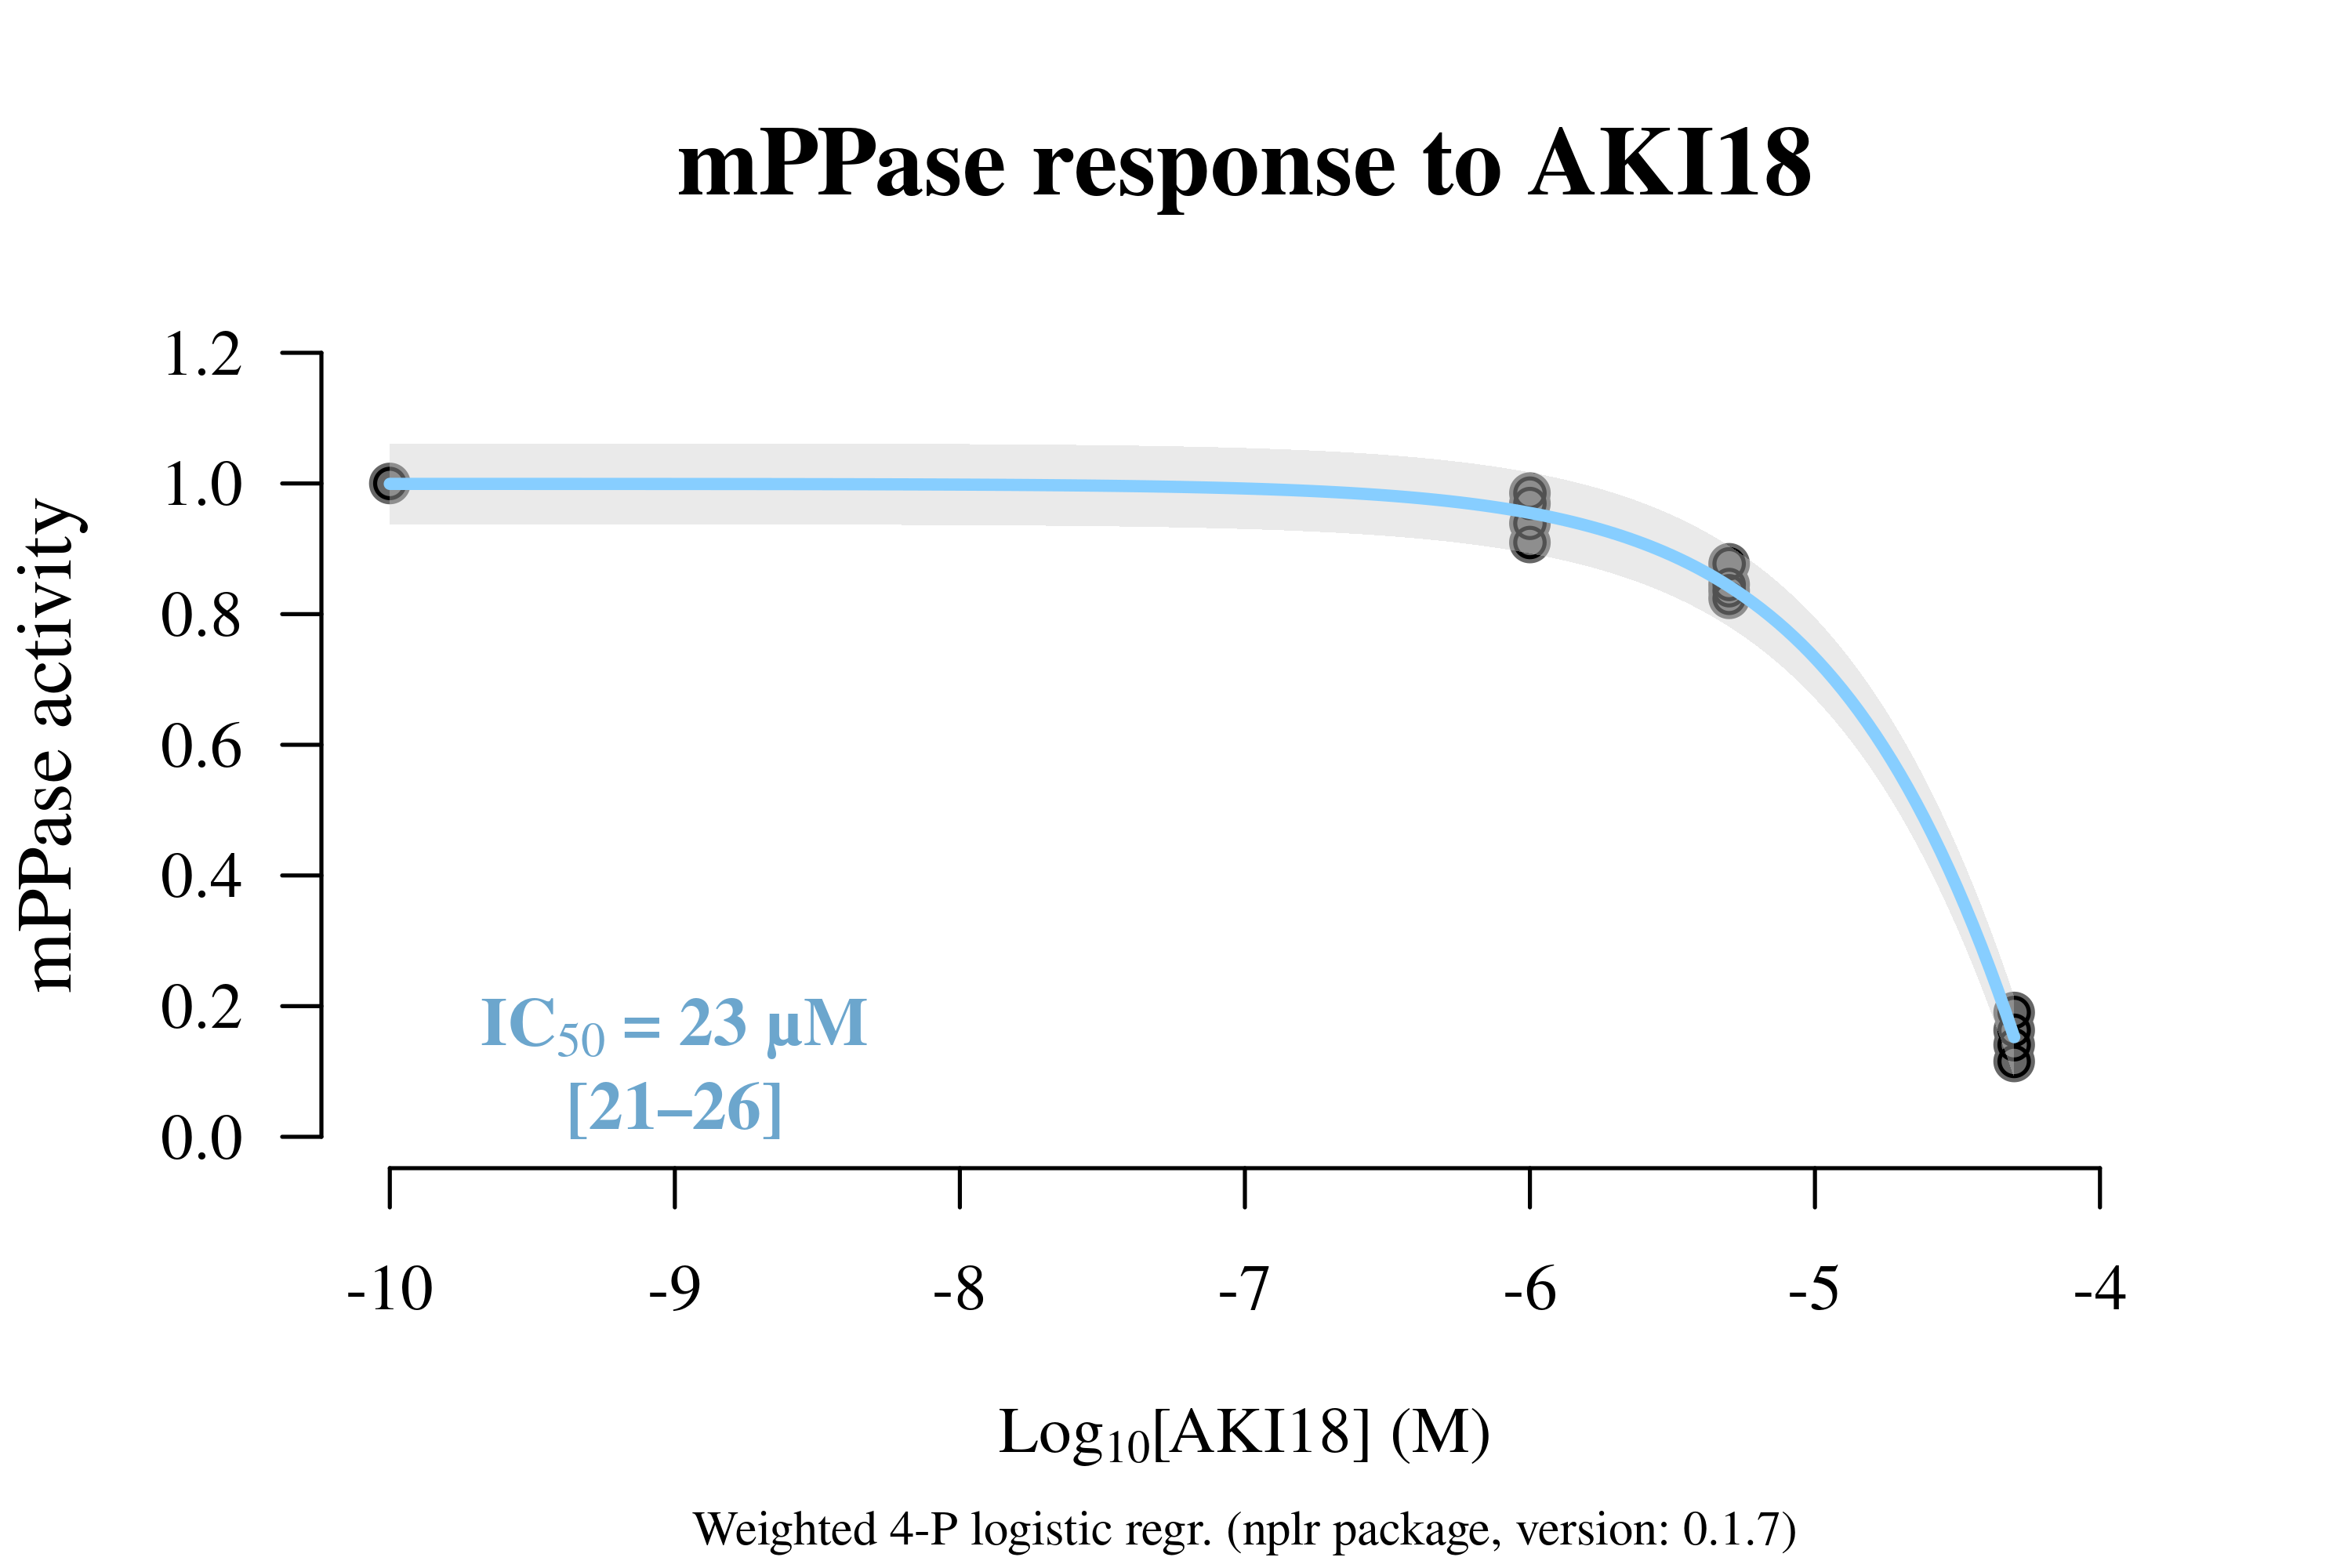 mPPase response to AKI18
mPPase activity
1.2
1.0
0.8
0.6
0.4
0.2
0.0
IC50 = 23 µM
[21–26]
-10 -9 -8 -7 -6 -5 -4
Log10[AKI18] (M)
Weighted 4-P logistic regr. (nplr package, version: 0.1.7)